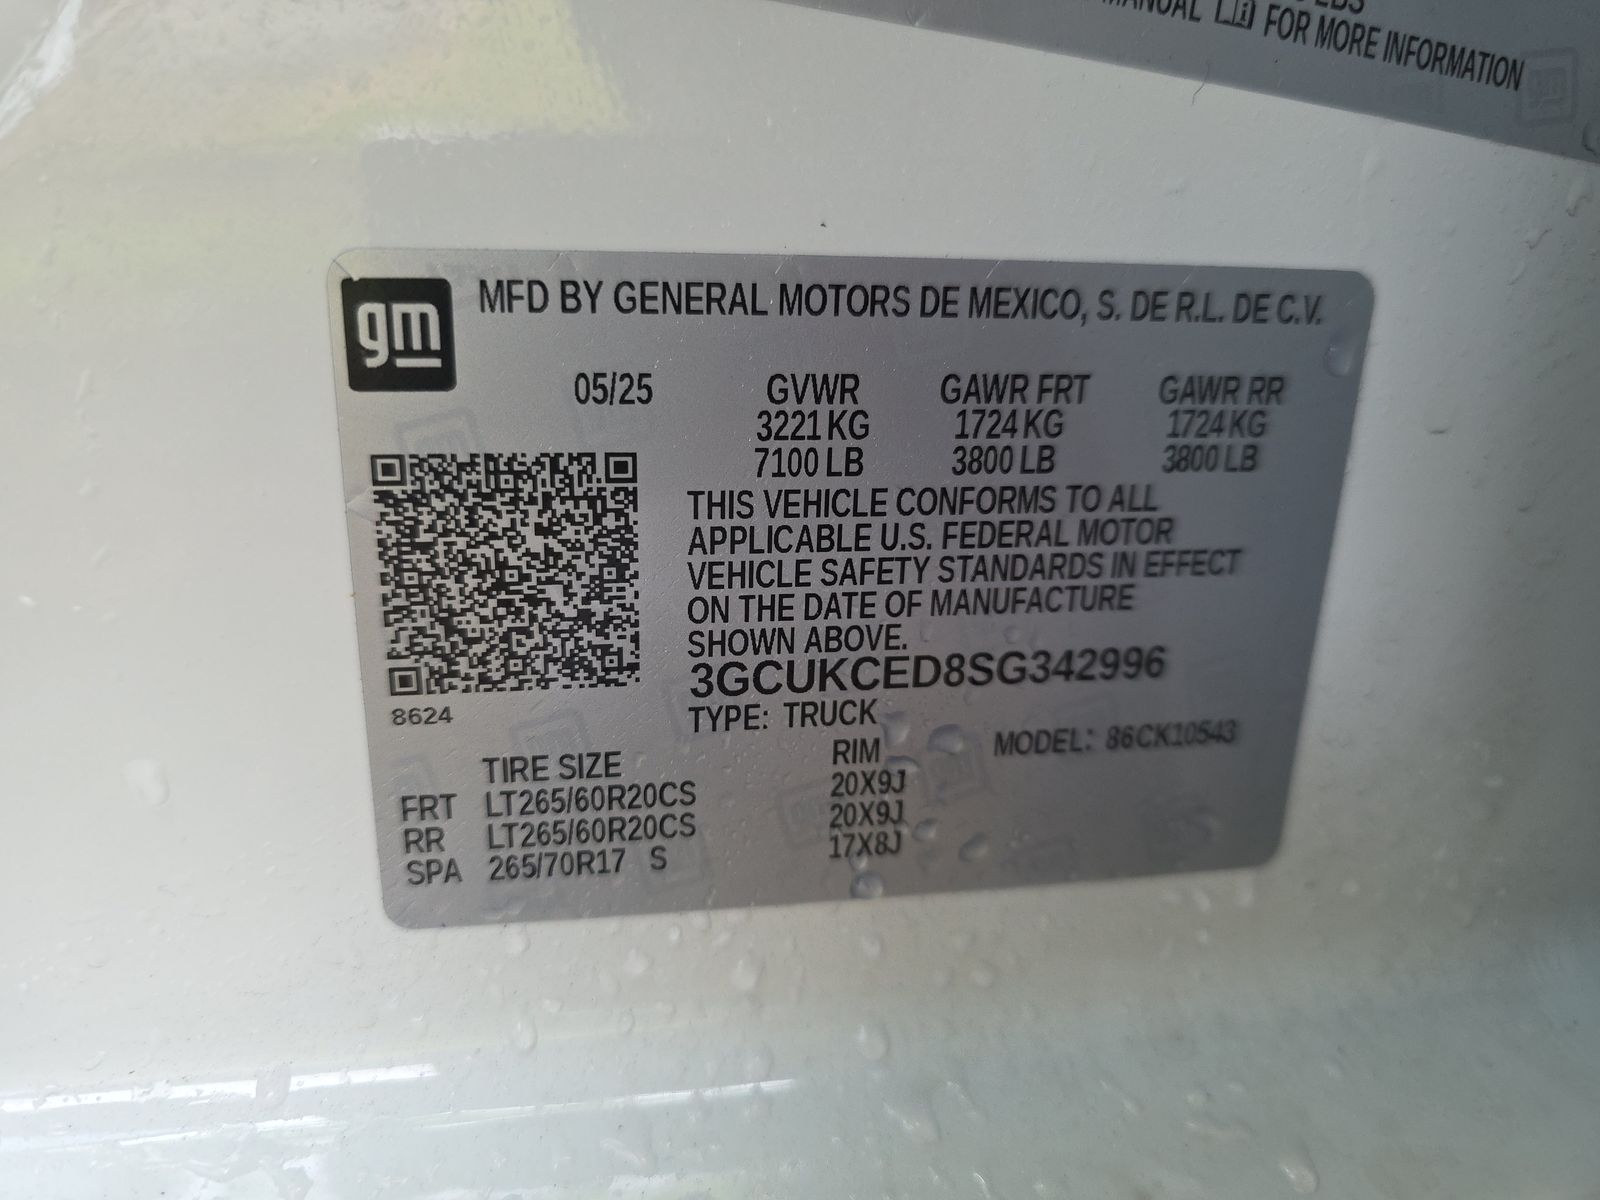 LBS
MANUAL FOR MORE INFORMATION
gm
MFD BY GENERAL MOTORS DE MEXICO, S. DE R.L. DE C.V.
05/25 GVWR GAWR FRT GAWR RR
3221 KG 1724 KG 1724 KG
7100 LB 3800 LB 3800 LB
THIS VEHICLE CONFORMS TO ALL
APPLICABLE U.S. FEDERAL MOTOR
VEHICLE SAFETY STANDARDS IN EFFECT
ON THE DATE OF MANUFACTURE
SHOWN ABOVE.
3GCUKCED8SG342996
8624
TYPE: TRUCK
MODEL: 86CK10543
TIRE SIZE RIM
FRT LT265/60R20CS 20X9J
RR LT265/60R20CS 20X9J
SPA 265/70R17 S 17X8J